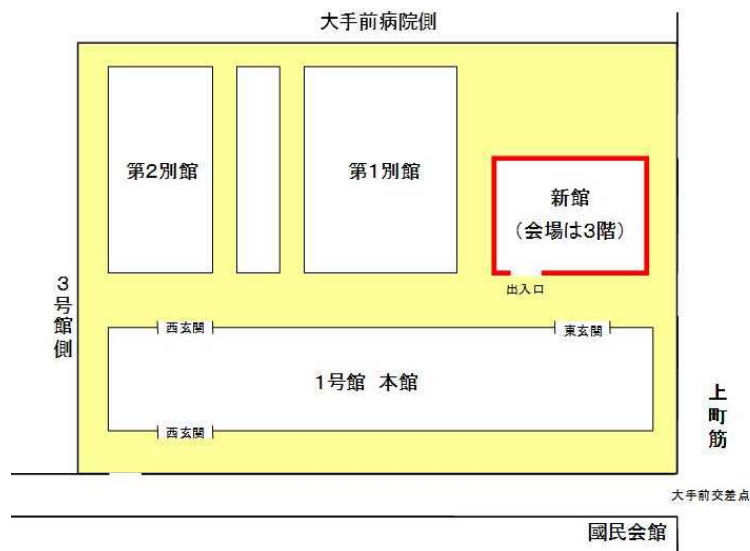 大手前病院側
第2別館
第1別館
新館
（会場は3階）
出入口
3号館側
西玄関
東玄関
1号館 本館
西玄関
上町筋
大手前交差点
國民会館